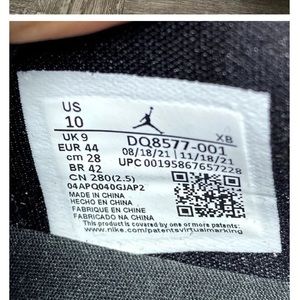 US
10
UK 9
EUR 44
cm 28
BR 42
CN 280(2.5)
XB
DQ8577-001
08/18/21 11/18/21
UPC 00195867657228
04APQ040GJAP2
MADE IN CHINA
HECHO EN CHINA
FABRIQUE EN CHINE
FABRICADO NA CHINA
This product is covered by one or more of U.S. patents
www.nike.com/patentsvirtualmarking